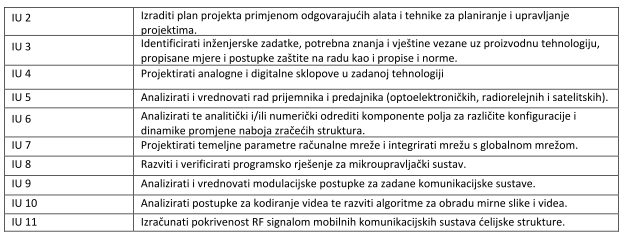 IU 2 Izraditi plan projekta primjenom odgovarajućih alata i tehnike za planiranje i upravljanje
projektima.
IU 3 Identificirati inženjerske zadatke, potrebna znanja i vještine vezane uz proizvodnu tehnologiju,
propisane mjere i postupke zaštite na radu kao i propise i norme.
IU 4 Projektirati analogne i digitalne sklopove u zadanoj tehnologiji
IU 5 Analizirati i vrednovati rad prijemnika i predajnika (optoelektroničkih, radiorelejnih i satelitskih).
IU 6 Analizirati te analitički i/ili numerički odrediti komponente polja za različite konfiguracije i
dinamike promjene naboja zračećih struktura.
IU 7 Projektirati temeljne parametre računalne mreže i integrirati mrežu s globalnom mrežom.
IU 8 Razviti i verificirati programsko rješenje za mikroupravljački sustav.
IU 9 Analizirati i vrednovati modulacijske postupke za zadane komunikacijske sustave.
IU 10 Analizirati postupke za kodiranje videa te razviti algoritme za obradu mirne slike i videa.
IU 11 Izračunati pokrivenost RF signalom mobilnih komunikacijskih sustava ćelijske strukture.